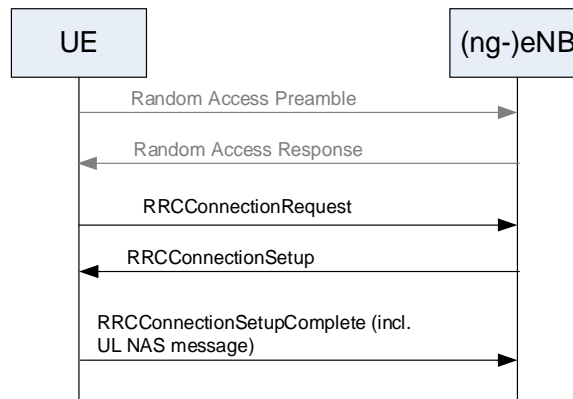 UE
(ng-)eNB
Random Access Preamble
Random Access Response
RRCConnectionRequest
RRCConnectionSetup
RRCConnectionSetupComplete (incl.
UL NAS message)